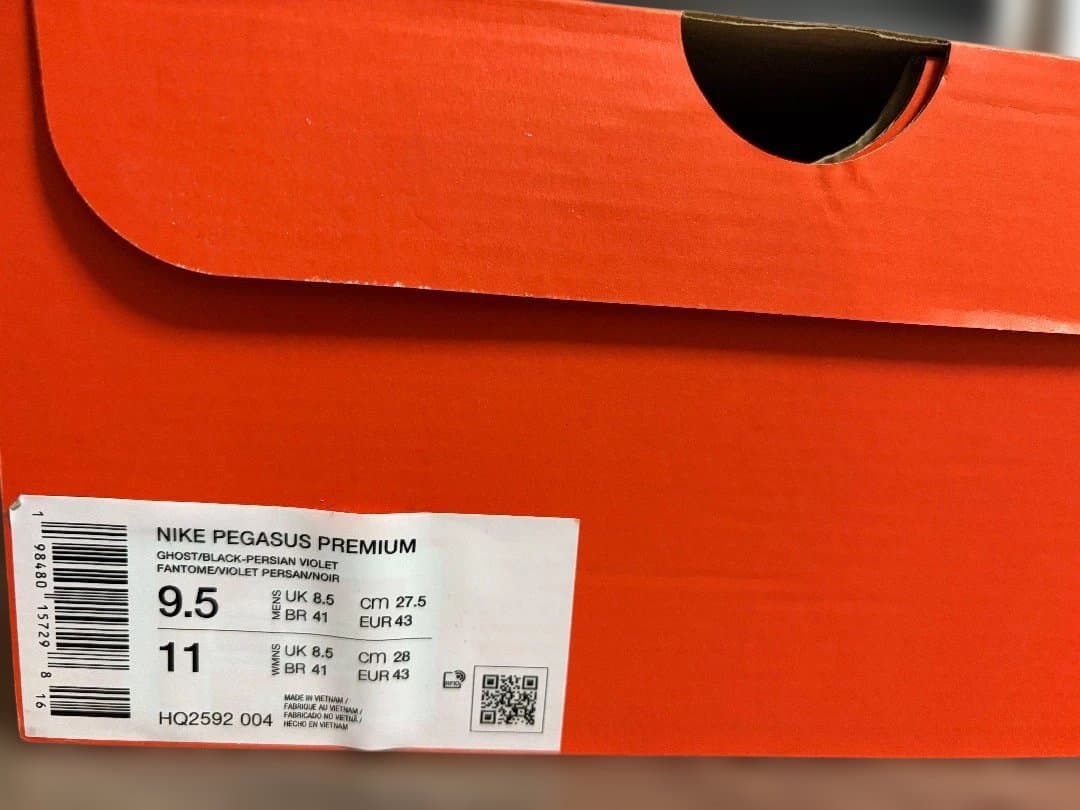 NIKE PEGASUS PREMIUM
GHOST/BLACK-PERSIAN VIOLET
FANTOME/VIOLET PERSAN/NOIR
9.5
MENS
UK 8.5 cm 27.5
BR 41 EUR 43
11
WMNS
UK 8.5 cm 28
BR 41 EUR 43
HQ2592 004
MADE IN VIETNAM /
FABRIQUE AU VIETNAM /
FABRICADO NO VIETNÃ /
HECHO EN VIETNAM
RFID
1 98480 15729 8 16